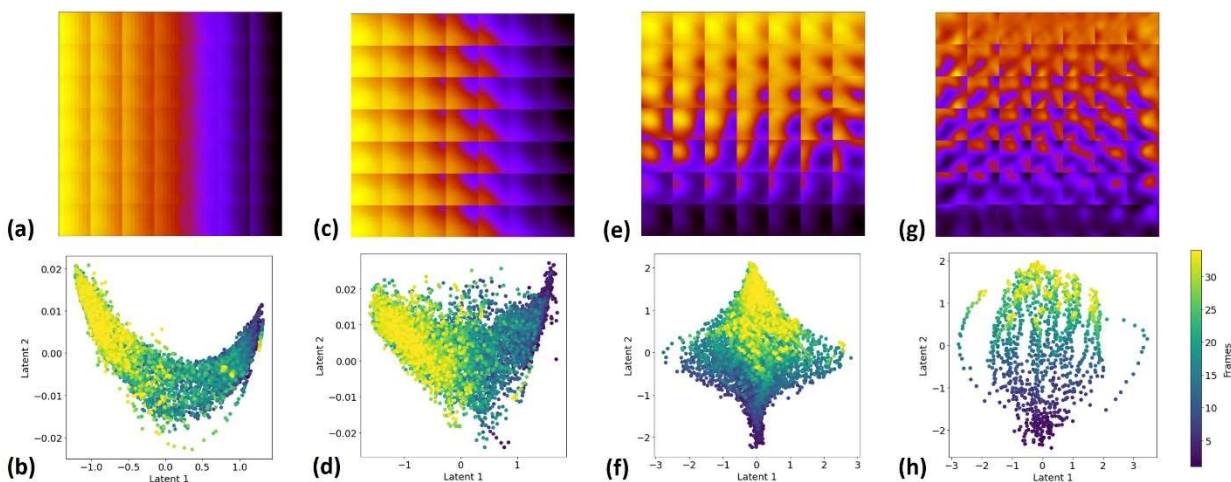 (a)
(c)
(e)
(g)
0.02
0.01
0.00
−0.01
−0.02
Latent 2
−1.0
−0.5
0.0
0.5
1.0
Latent 1
(b)
0.02
0.01
0.00
−0.01
−0.02
Latent 2
−1
0
1
Latent 1
(d)
2
1
0
−1
−2
Latent 2
−3
−2
−1
0
1
2
3
Latent 1
(f)
2
1
0
−1
−2
Latent 2
−3
−2
−1
0
1
2
3
Latent 1
(h)
30
25
20
15
10
5
Frames